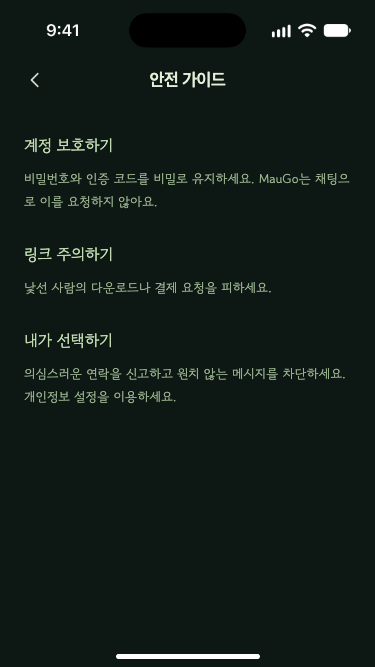 9:41
안전 가이드
계정 보호하기
비밀번호와 인증 코드를 비밀로 유지하세요. MauGo는 채팅으
로 이를 요청하지 않아요.
링크 주의하기
낯선 사람의 다운로드나 결제 요청을 피하세요.
내가 선택하기
의심스러운 연락을 신고하고 원치 않는 메시지를 차단하세요.
개인정보 설정을 이용하세요.